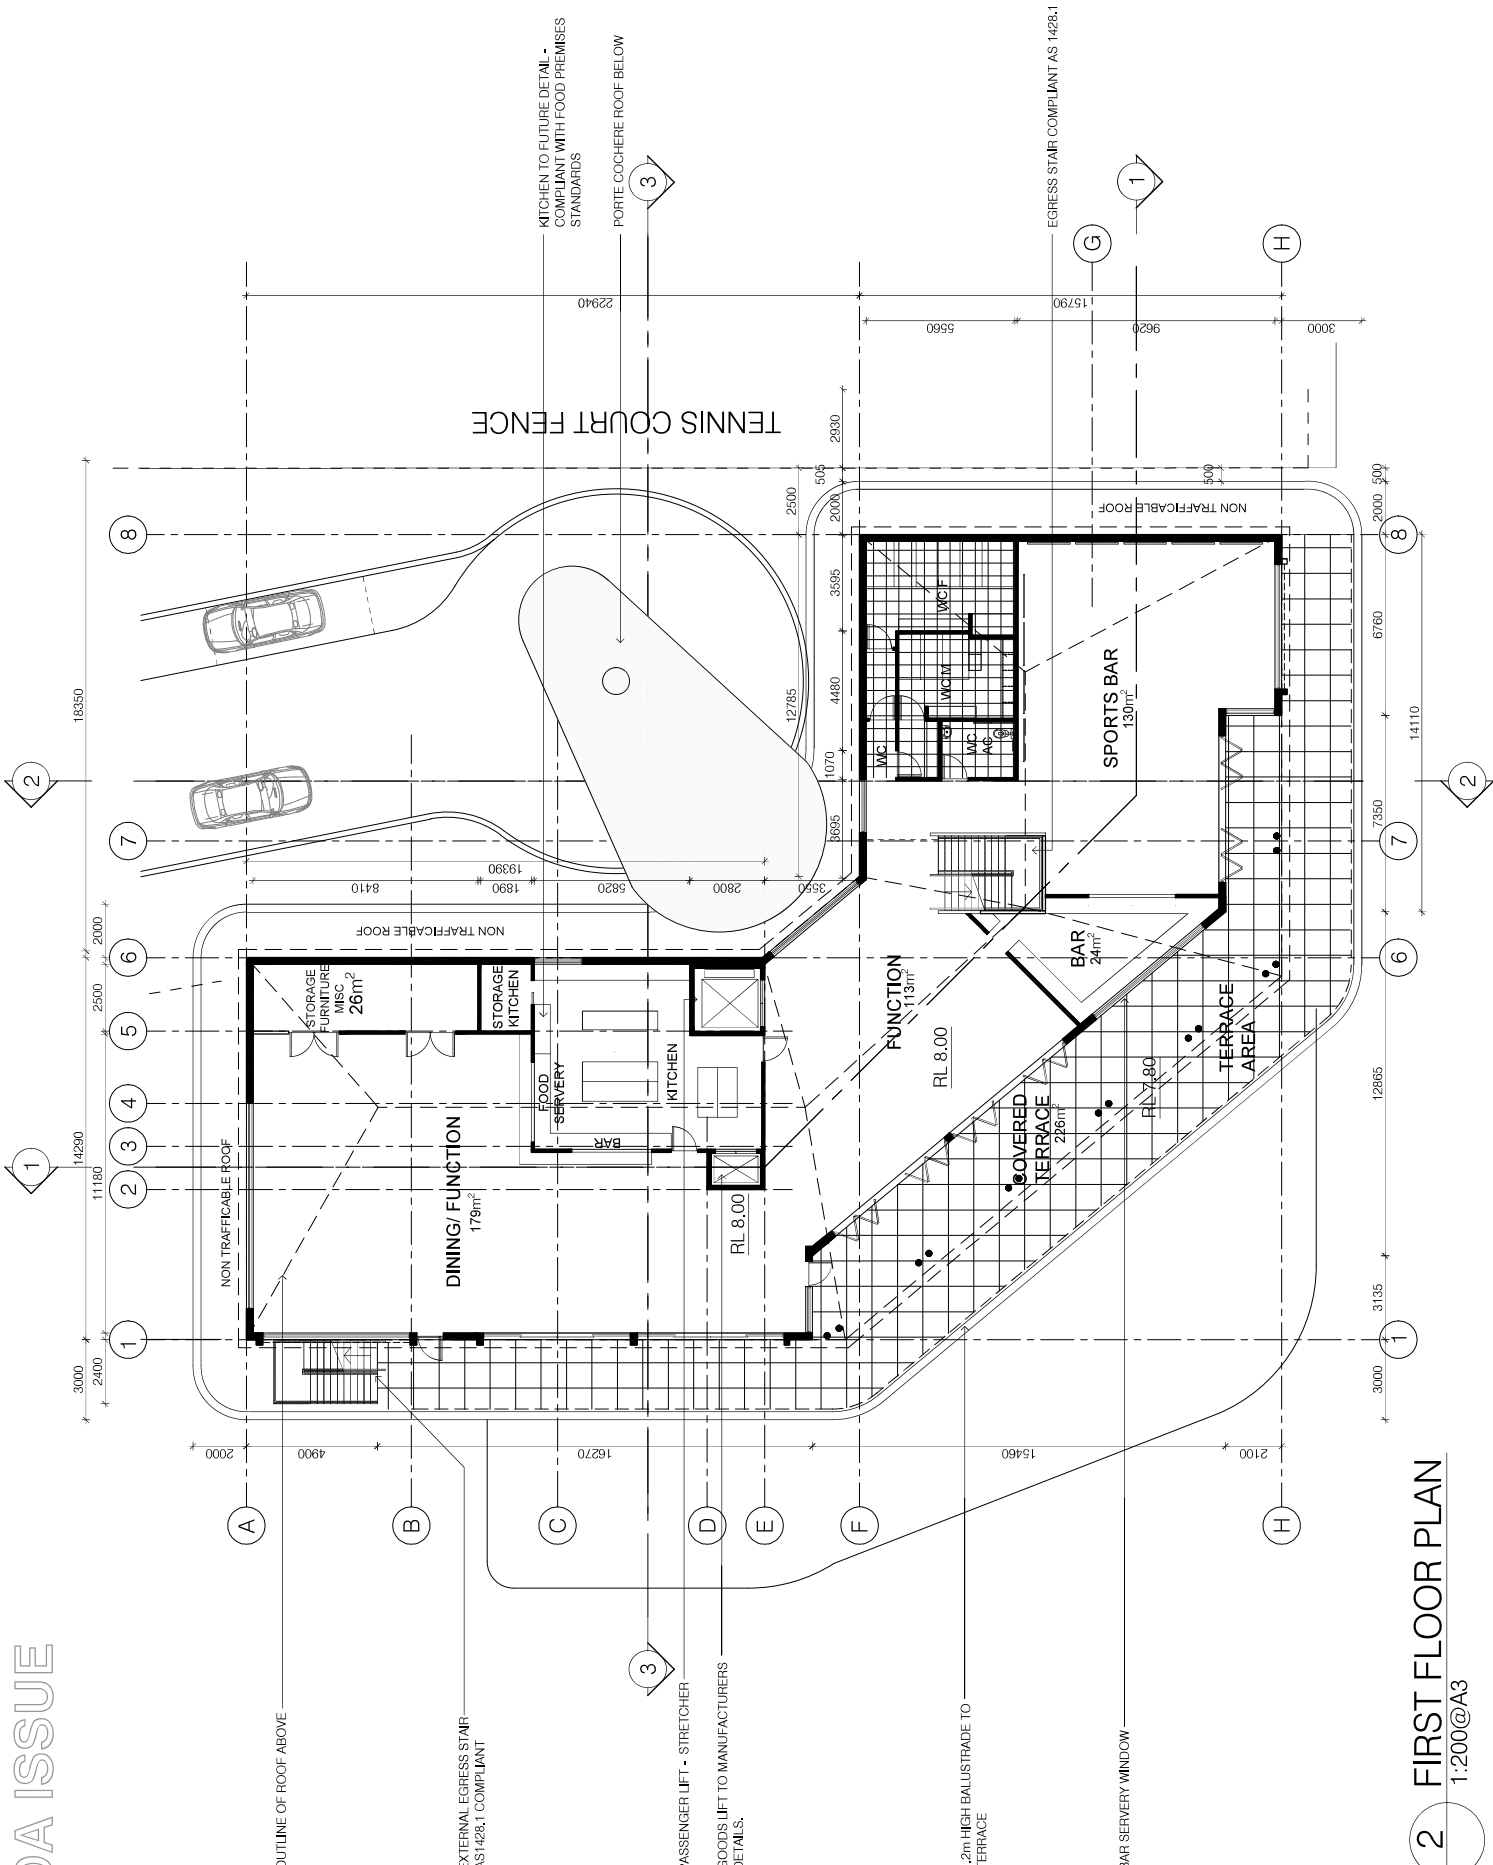 DA ISSUE
KITCHEN TO FUTURE DETAIL -
COMPLIANT WITH FOOD PREMISES
STANDARDS
PORTE COCHERE ROOF BELOW
EGRESS STAIR COMPLIANT AS 1428.1
3
1
G
H
22940
15790
5560
9620
3000
TENNIS COURT FENCE
2930
505
2000
2500
500
500
2000
8
8
NON TRAFFICABLE ROOF
18350
12785
3595
4480
1070
3695
6760
14110
7350
WC F
WC M
WC
WC
AC
SPORTS BAR
130m²
2
2
7
7
19390
8410
1890
5820
2800
3550
2000
NON TRAFFICABLE ROOF
6
6
2500
5
4
3
2
1
14290
11180
1
STORAGE
FURNITURE
MISC
26m²
STORAGE
KITCHEN
FOOD
SERVERY
KITCHEN
BAR
FUNCTION
113m²
RL 8.00
BAR
24m²
TERRACE
AREA
RL 7.80
COVERED
TERRACE
226m²
DINING/ FUNCTION
179m²
RL 8.00
NON TRAFFICABLE ROOF
12865
3135
1
3000
3000
2400
2000
4900
16270
15460
2100
A
B
C
D
E
F
H
3
OUTLINE OF ROOF ABOVE
EXTERNAL EGRESS STAIR
AS1428.1 COMPLIANT
PASSENGER LIFT - STRETCHER
GOODS LIFT TO MANUFACTURERS
DETAILS.
.2m HIGH BALUSTRADE TO
TERRACE
BAR SERVERY WINDOW
2 FIRST FLOOR PLAN
1:200@A3